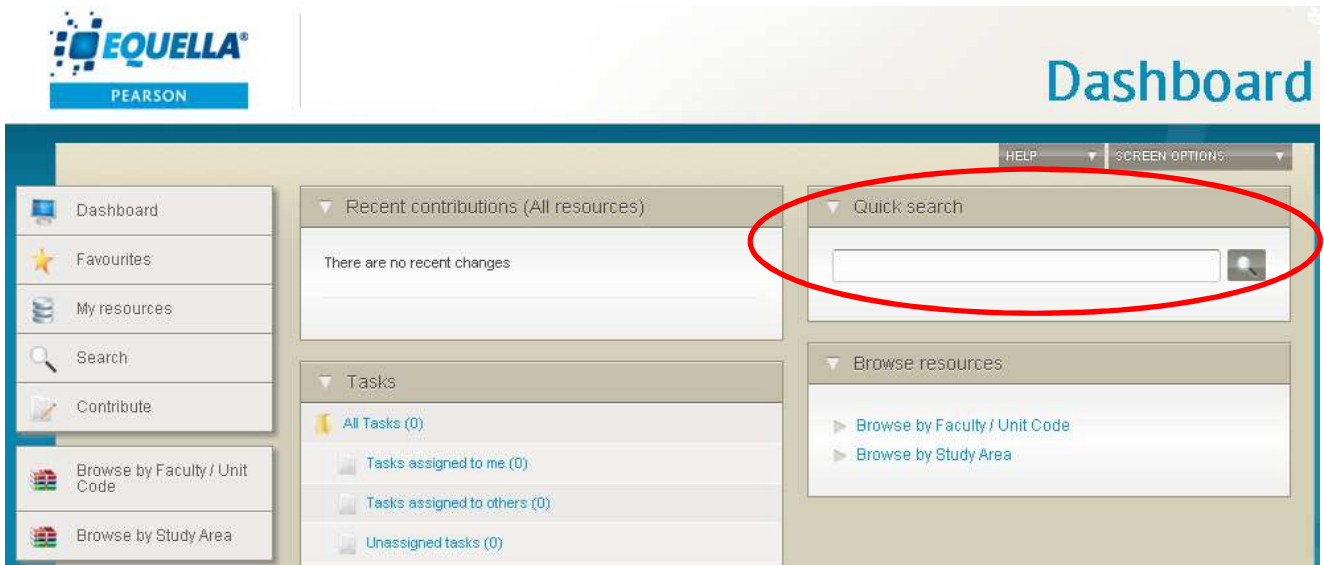 EQUELLA®
PEARSON
Dashboard
HELP
SCREEN OPTIONS
Dashboard
Favourites
My resources
Search
Contribute
Browse by Faculty / Unit
Code
Browse by Study Area
Recent contributions (All resources)
There are no recent changes
Tasks
All Tasks (0)
Tasks assigned to me (0)
Tasks assigned to others (0)
Unassigned tasks (0)
Quick search
Browse resources
Browse by Faculty / Unit Code
Browse by Study Area